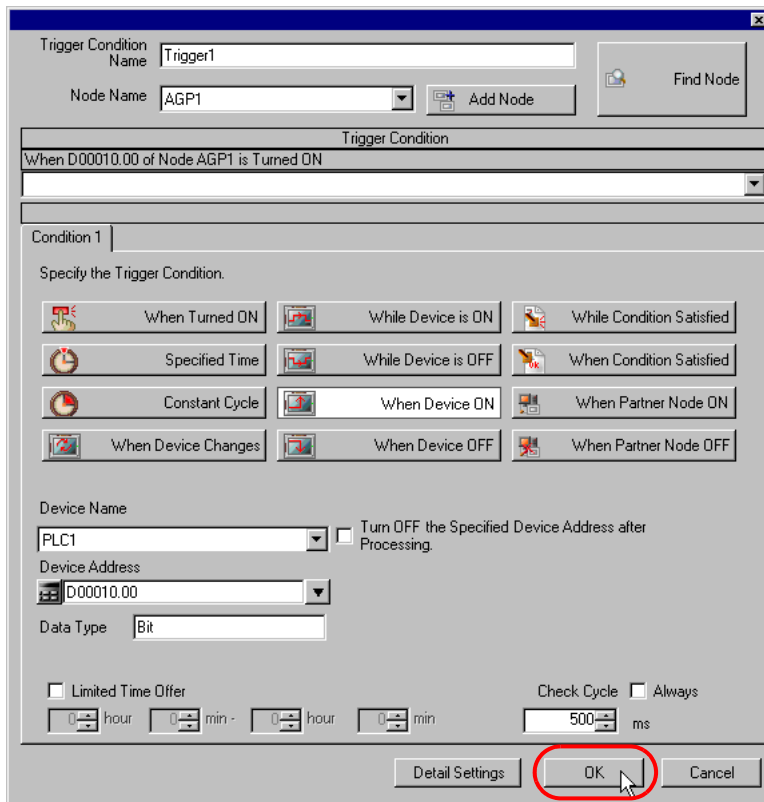 Trigger Condition
Name
Trigger1
Node Name
AGP1
Add Node
Find Node
Trigger Condition
When D00010.00 of Node AGP1 is Turned ON
Condition 1
Specify the Trigger Condition.
When Turned ON
While Device is ON
While Condition Satisfied
Specified Time
While Device is OFF
When Condition Satisfied
Constant Cycle
When Device ON
When Partner Node ON
When Device Changes
When Device OFF
When Partner Node OFF
Device Name
PLC1
Turn OFF the Specified Device Address after
Processing.
Device Address
D00010.00
Data Type Bit
Limited Time Offer
Check Cycle Always
0 hour 0 min - 0 hour 0 min
500 ms
Detail Settings OK Cancel